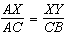 AX/AC = XY/CB